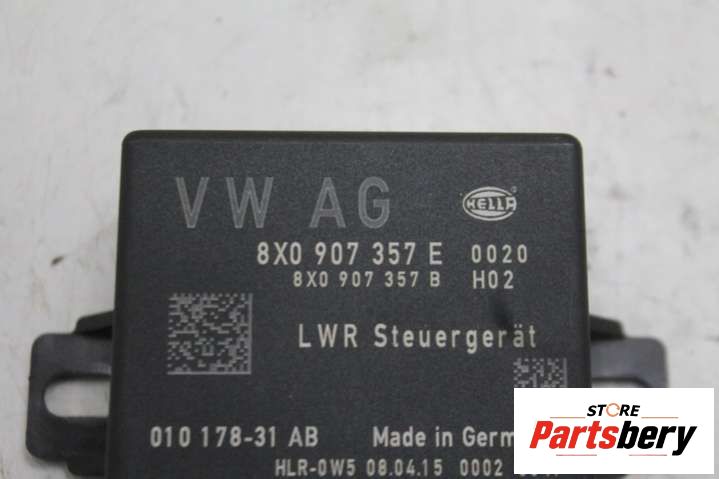 VW AG
HELLA
8X0 907 357 E 0020
8X0 907 357 B H02
LWR Steuergerät
010 178-31 AB Made in Germ
HLR-0W5 08.04.15 0002
STORE
Partsbery